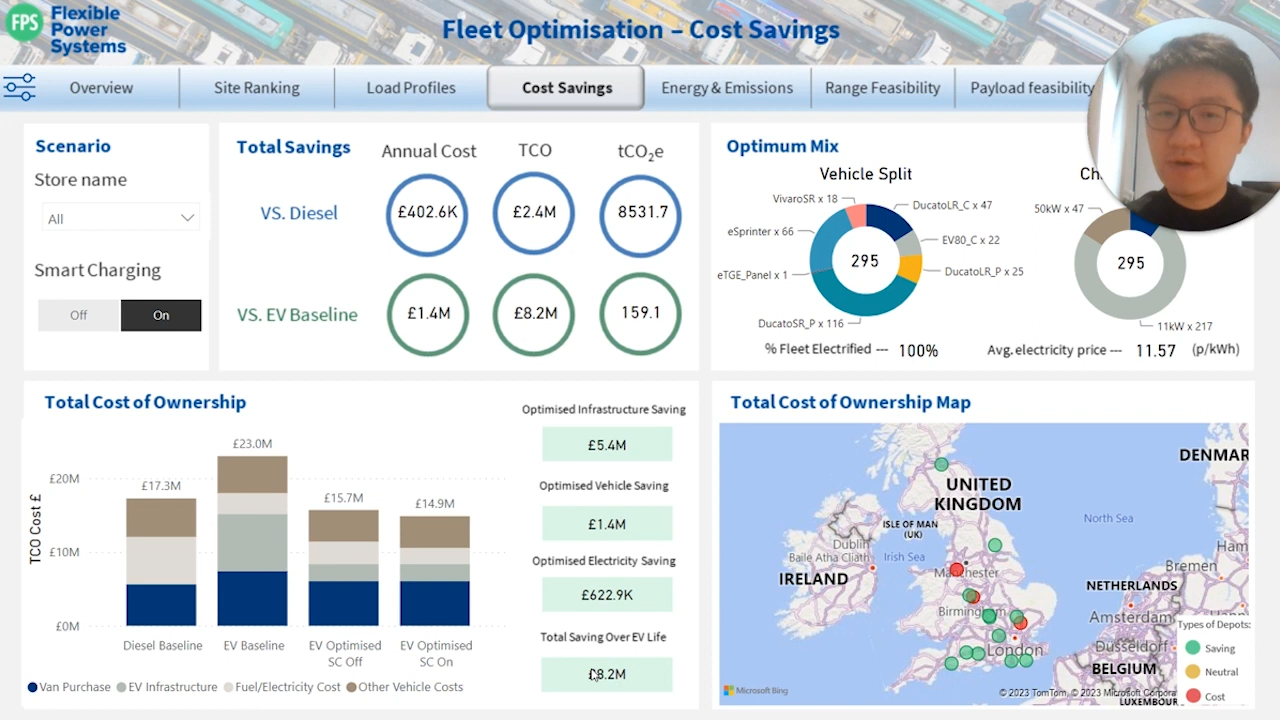 FPS
Flexible
Power
Systems
Fleet Optimisation – Cost Savings
Overview
Site Ranking
Load Profiles
Cost Savings
Energy & Emissions
Range Feasibility
Payload feasibility
Scenario
Store name
All
Smart Charging
Off
On
Total Savings
Annual Cost
TCO
tCO₂e
VS. Diesel
£402.6K
£2.4M
8531.7
VS. EV Baseline
£1.4M
£8.2M
159.1
Optimum Mix
Vehicle Split
VivaroSR x 18
DucatoLR_C x 47
eSprinter x 66
EV80_C x 22
295
eTGE_Panel x 1
DucatoLR_P x 25
DucatoSR_P x 116
% Fleet Electrified ---
100%
Ch
50kW x 47
295
11kW x 217
Avg. electricity price ---
11.57
(p/kWh)
Total Cost of Ownership
TCO Cost £
£20M
£10M
£0M
£17.3M
£23.0M
£15.7M
£14.9M
Diesel Baseline
EV Baseline
EV Optimised
SC Off
EV Optimised
SC On
Van Purchase
EV Infrastructure
Fuel/Electricity Cost
Other Vehicle Costs
Optimised Infrastructure Saving
£5.4M
Optimised Vehicle Saving
£1.4M
Optimised Electricity Saving
£622.9K
Total Saving Over EV Life
£8.2M
Total Cost of Ownership Map
DENMAR
UNITED
KINGDOM
North Sea
ISLE OF MAN
(UK)
Dublin
Baile Átha Cliath
Irish Sea
IRELAND
Manchester
Ham
Bremen
NETHERLANDS
Birmingham
Amsterdam
Hann
London
Düsseldorf
BELGIUM
LUXEMBOUR
Types of Depots:
Saving
Neutral
Cost
Microsoft Bing
© 2023 TomTom, © 2023 Microsoft Corpora